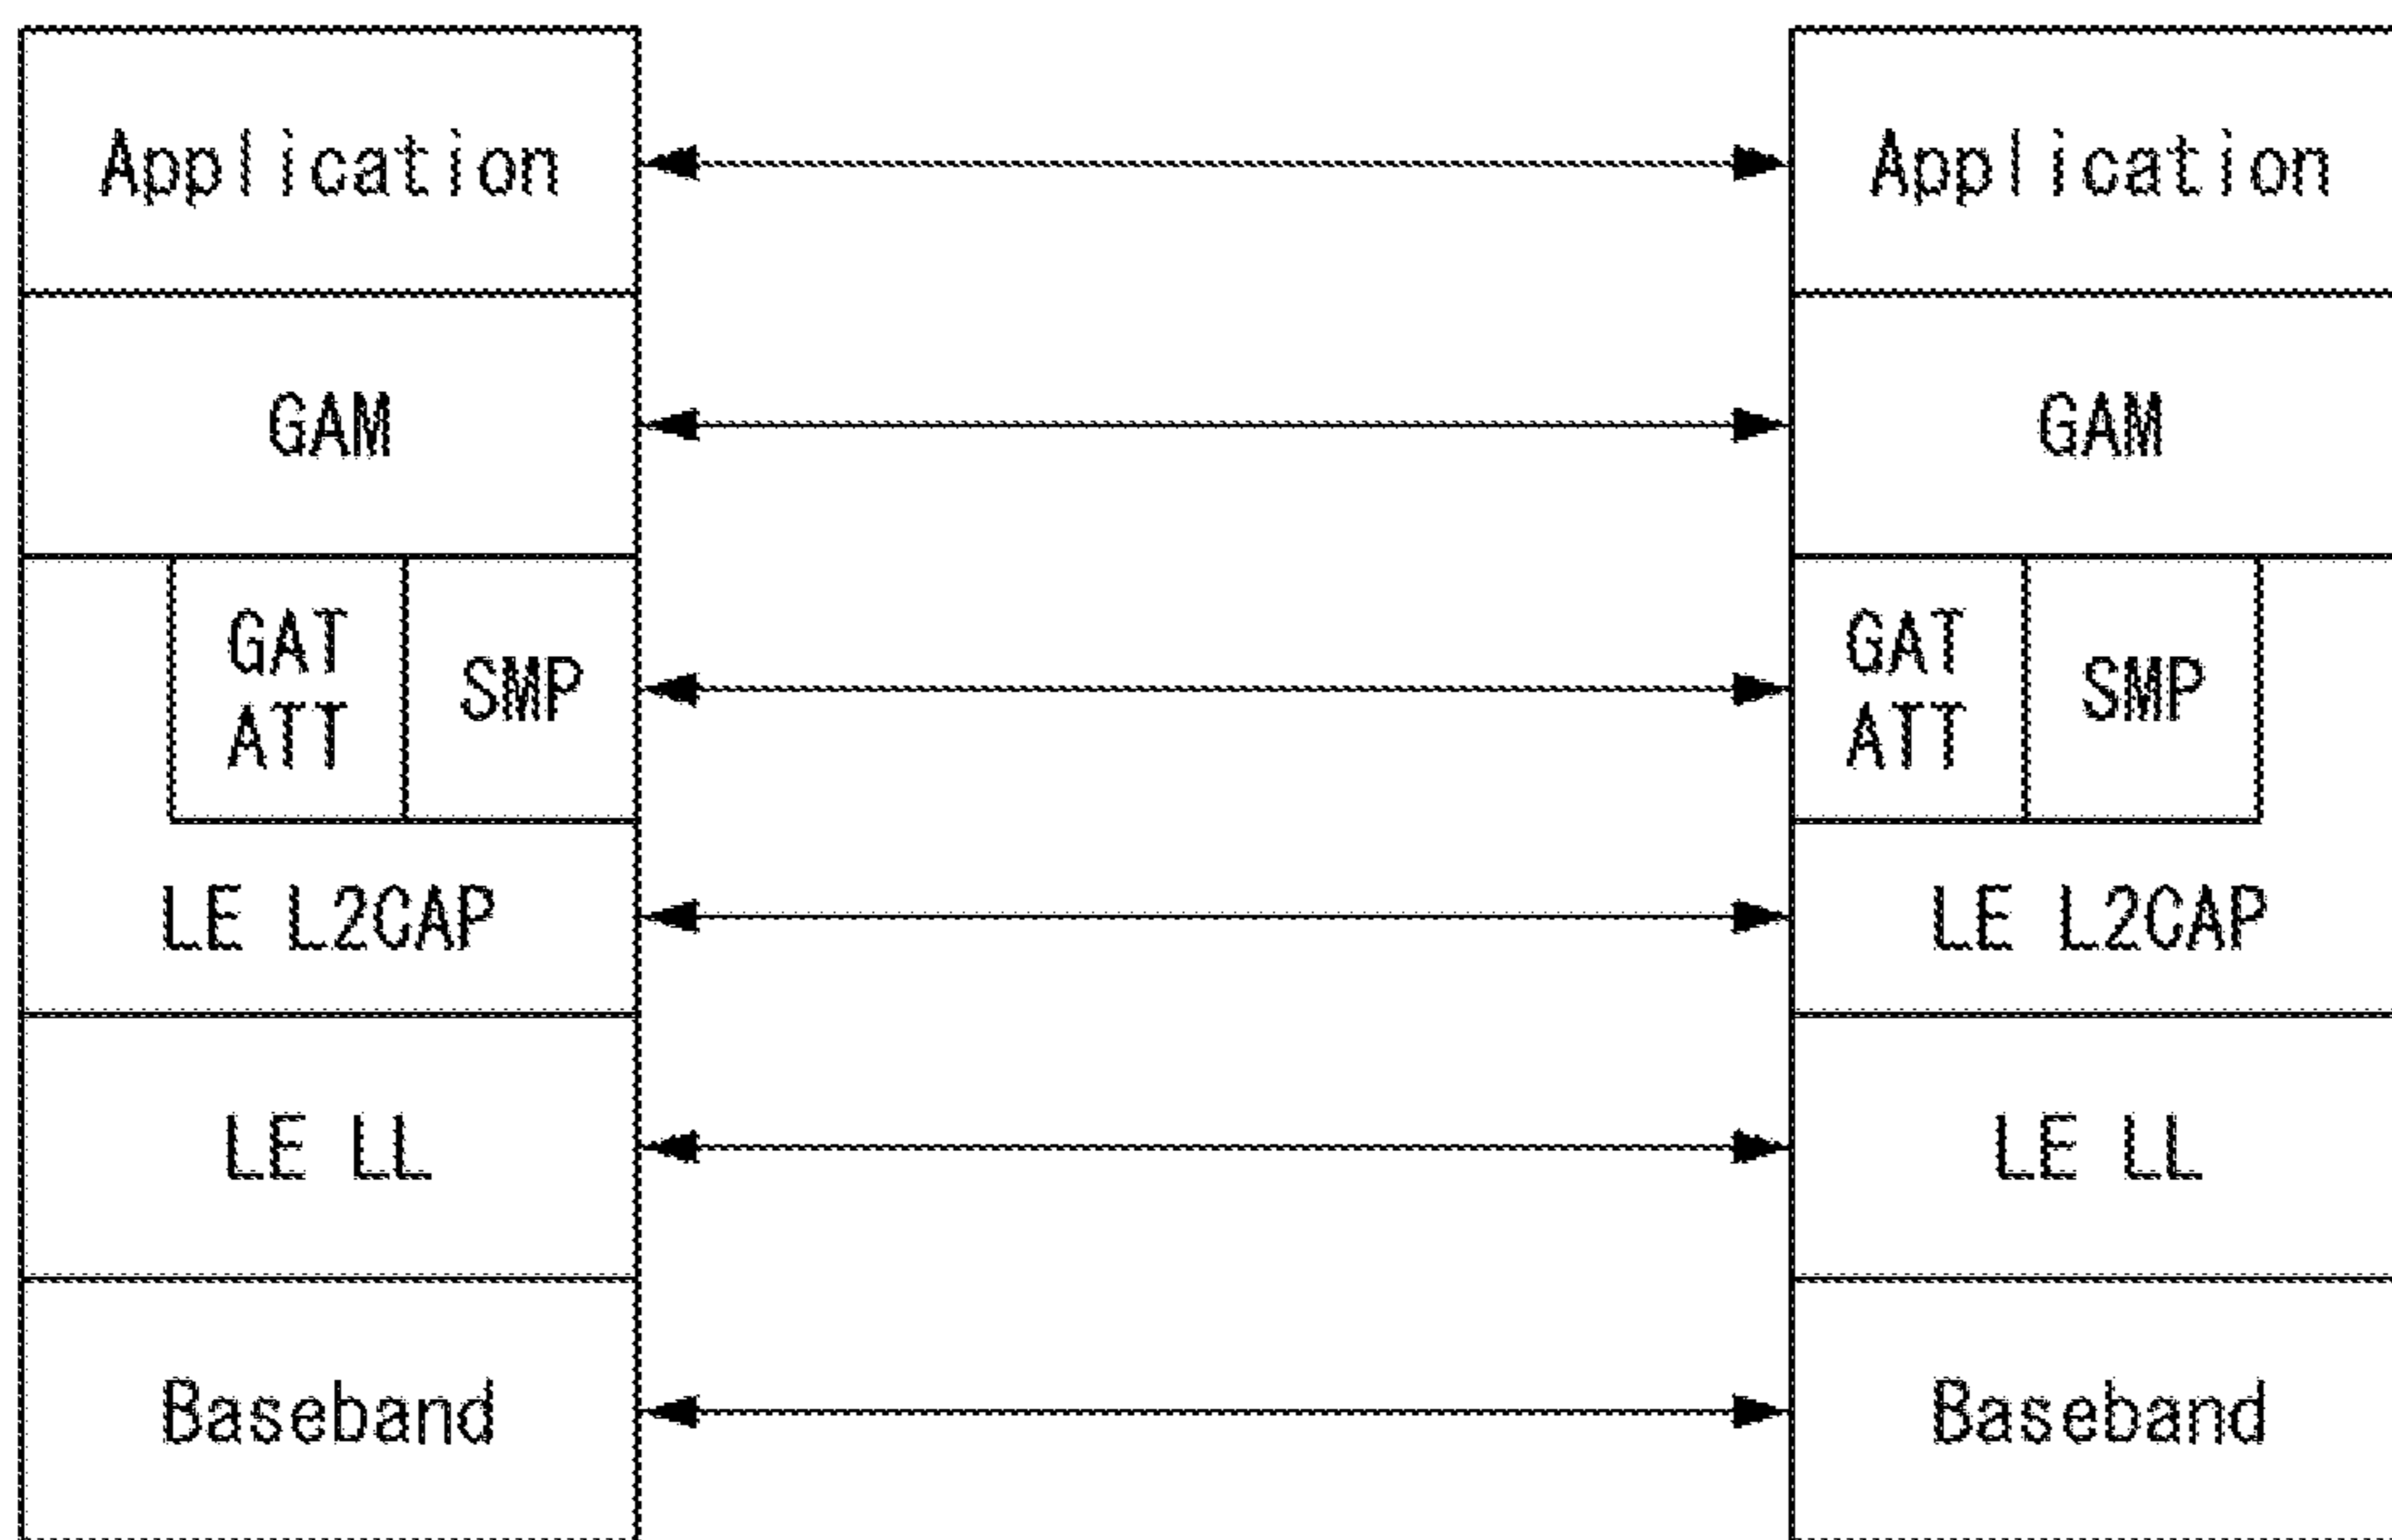 Application
Application
GAM
GAM
GAT
ATT
SMP
GAT
ATT
SMP
LE L2CAP
LE L2CAP
LE LL
LE LL
Baseband
Baseband